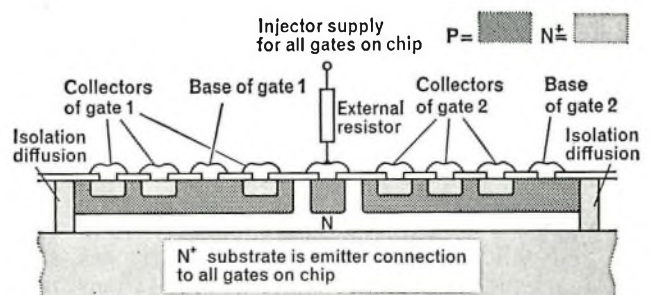 Injector supply
for all gates on chip
P=
N±
Collectors
of gate 1
Base of gate 1
External
resistor
Collectors
of gate 2
Base
of gate 2
Isolation
diffusion
Isolation
diffusion
N
N+ substrate is emitter connection
to all gates on chip